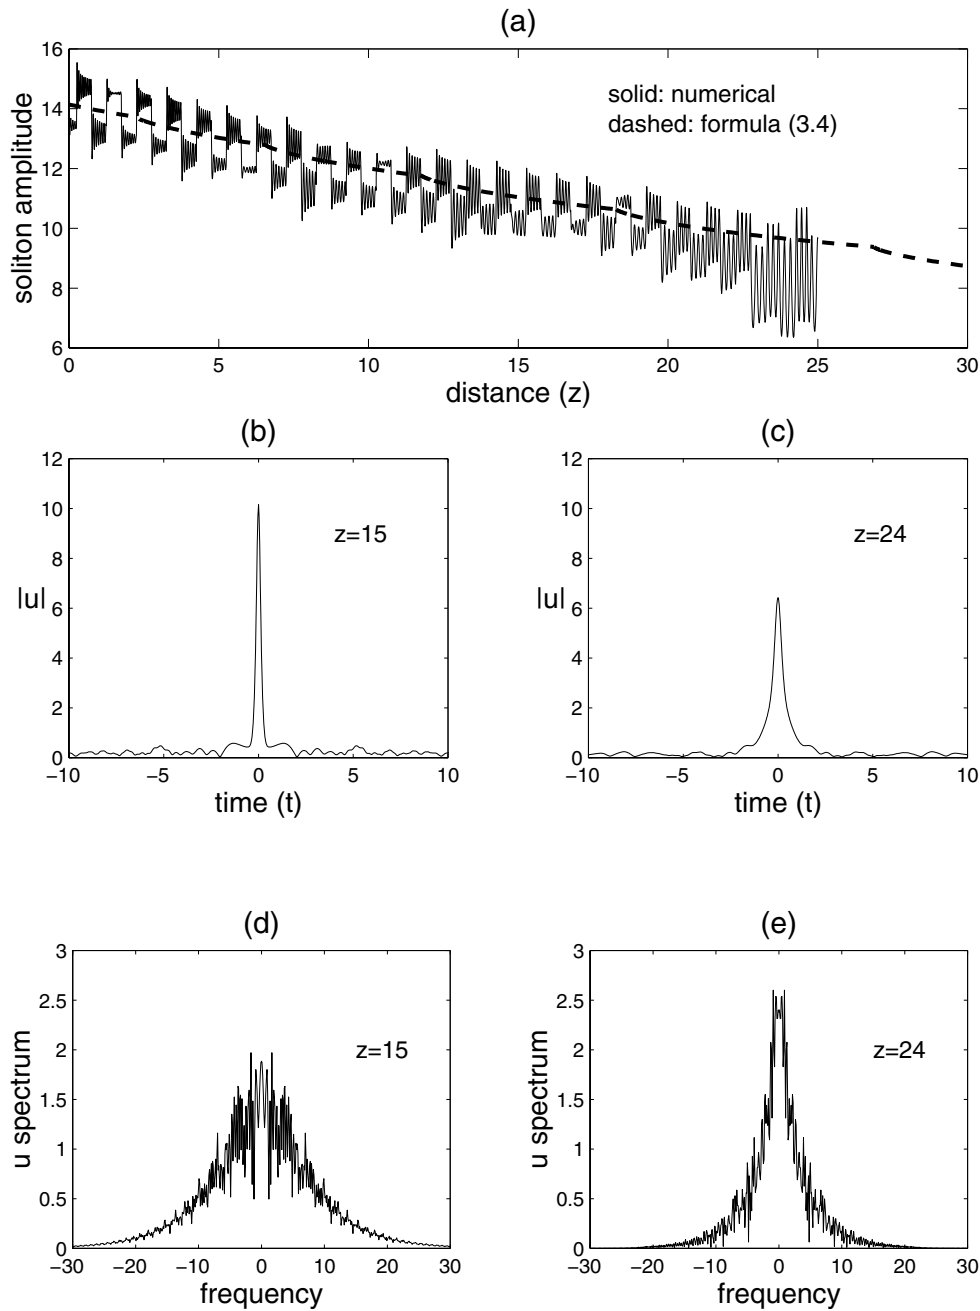 (a)
16
14
12
10
8
6
soliton amplitude
solid: numerical
dashed: formula (3.4)
0 5 10 15 20 25 30
distance (z)
(b)
12
10
8
6
4
2
0
|u|
z=15
−10 −5 0 5 10
time (t)
(c)
12
10
8
6
4
2
0
|u|
z=24
−10 −5 0 5 10
time (t)
(d)
3
2.5
2
1.5
1
0.5
0
u spectrum
z=15
−30 −20 −10 0 10 20 30
frequency
(e)
3
2.5
2
1.5
1
0.5
0
u spectrum
z=24
−30 −20 −10 0 10 20 30
frequency